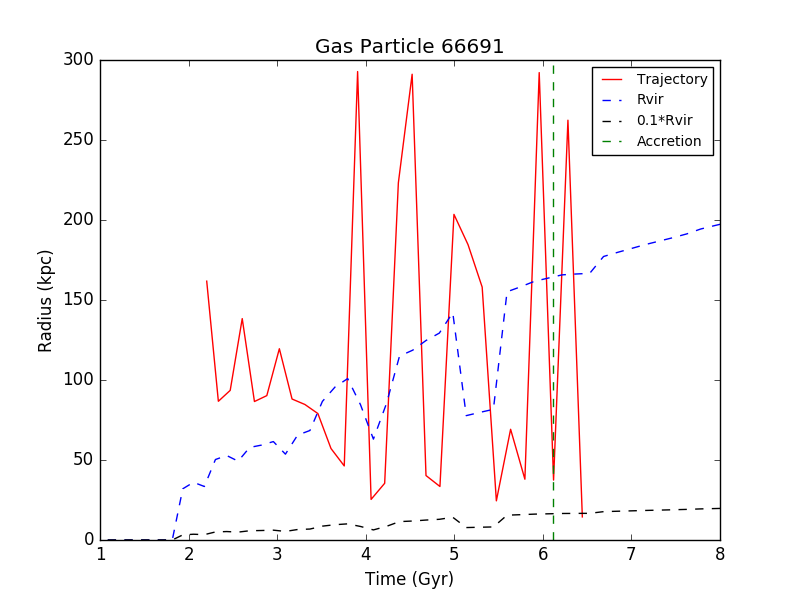 Gas Particle 66691
Trajectory
Rvir
0.1*Rvir
Accretion
300
250
200
150
100
50
0
Radius (kpc)
1 2 3 4 5 6 7 8
Time (Gyr)